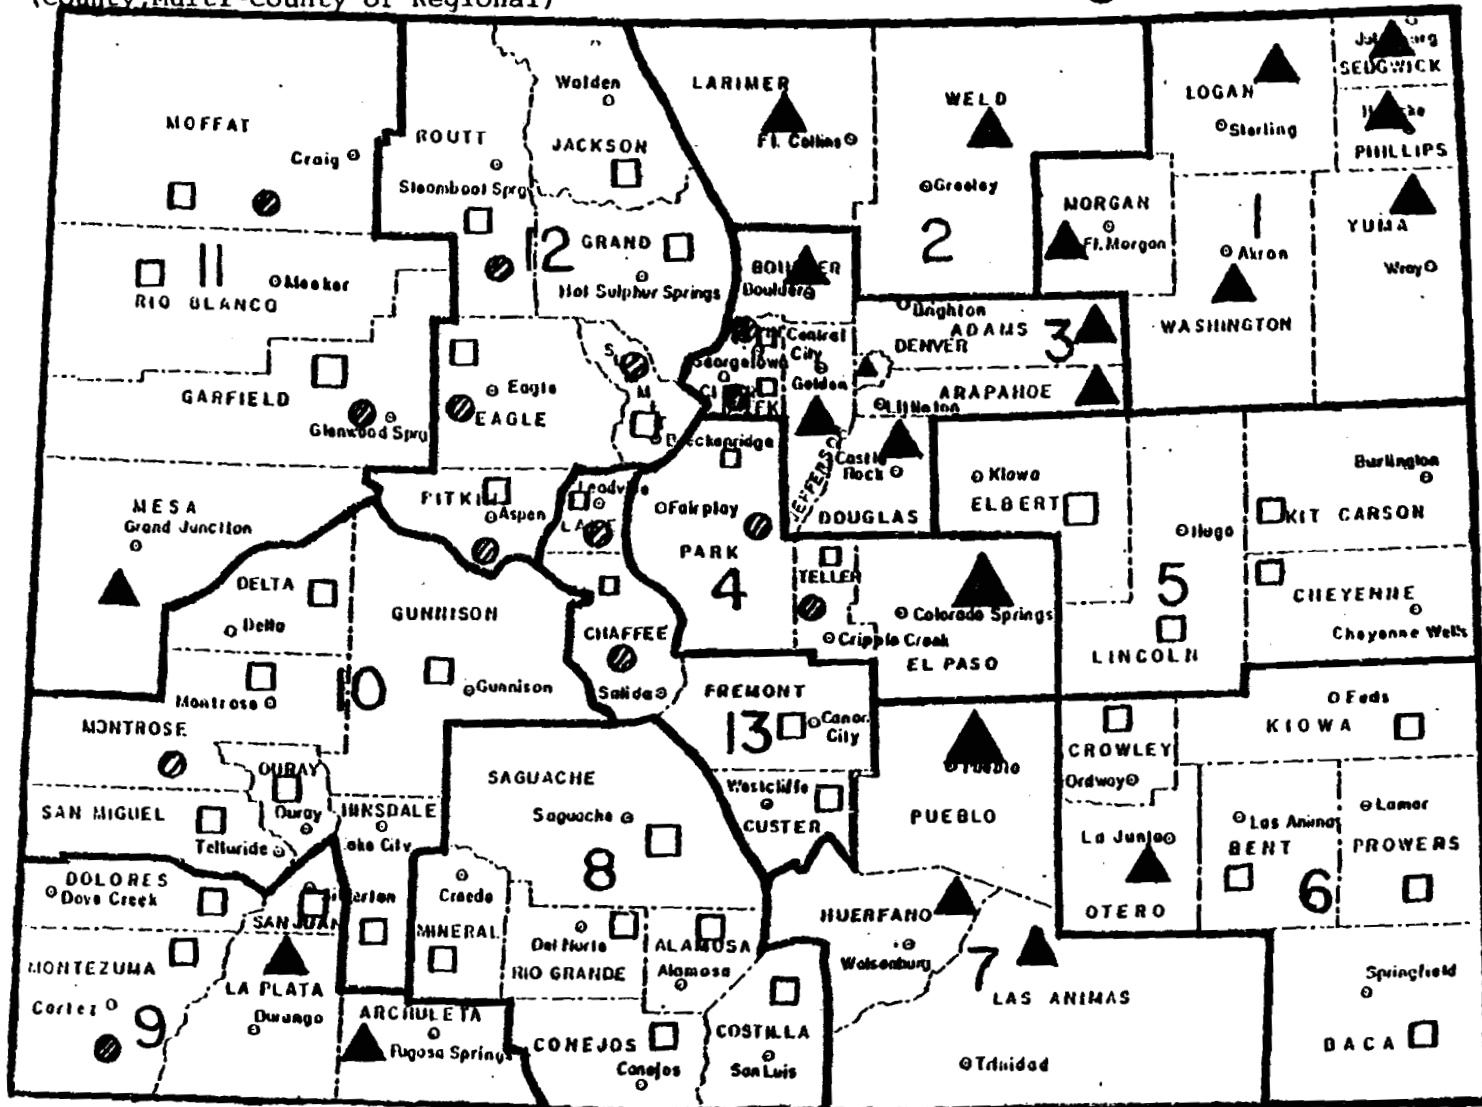 (County, Multi-County or Regional)
MOFFAT
Craig
ROUTT
Steamboat Sprg
Walden
JACKSON
LARIMER
Ft. Collins
WELD
Greeley
2
LOGAN
Sterling
SEDGWICK
PHILLIPS
MORGAN
Ft. Morgan
1
Akron
WASHINGTON
YUMA
Wray
11
Meeker
RIO BLANCO
12
GRAND
Hot Sulphur Springs
Boulder
Brighton
ADAMS
3
DENVER
ARAPAHOE
Littleton
Central
City
Golden
Georgetown
GARFIELD
Glenwood Sprg
Eagle
EAGLE
Breckenridge
JEFFERS
Castle
Rock
DOUGLAS
Kiowa
ELBERT
Hugo
5
LINCOLN
Burlington
KIT CARSON
CHEYENNE
Cheyenne Wells
MESA
Grand Junction
PITKIN
Aspen
Fairplay
PARK
4
TELLER
Cripple Creek
Colorado Springs
EL PASO
DELTA
Delta
GUNNISON
Gunnison
10
CHAFFEE
Salida
Montrose
MONTROSE
FREMONT
13
Canon
City
Westcliffe
CUSTER
Pueblo
PUEBLO
CROWLEY
Ordway
Eads
KIOWA
OURAY
Ouray
SAN MIGUEL
Telluride
HINSDALE
Lake City
SAGUACHE
Saguache
8
La Junta
OTERO
Las Animas
BENT
6
Lamar
PROWERS
DOLORES
Dove Creek
SAN JUAN
Creede
MINERAL
Del Norte
RIO GRANDE
ALAMOSA
Alamosa
HUERFANO
Walsenburg
7
LAS ANIMAS
Trinidad
MONTEZUMA
Cortez
9
LA PLATA
Durango
ARCHULETA
Pagosa Springs
CONEJOS
Conejos
COSTILLA
San Luis
Springfield
BACA